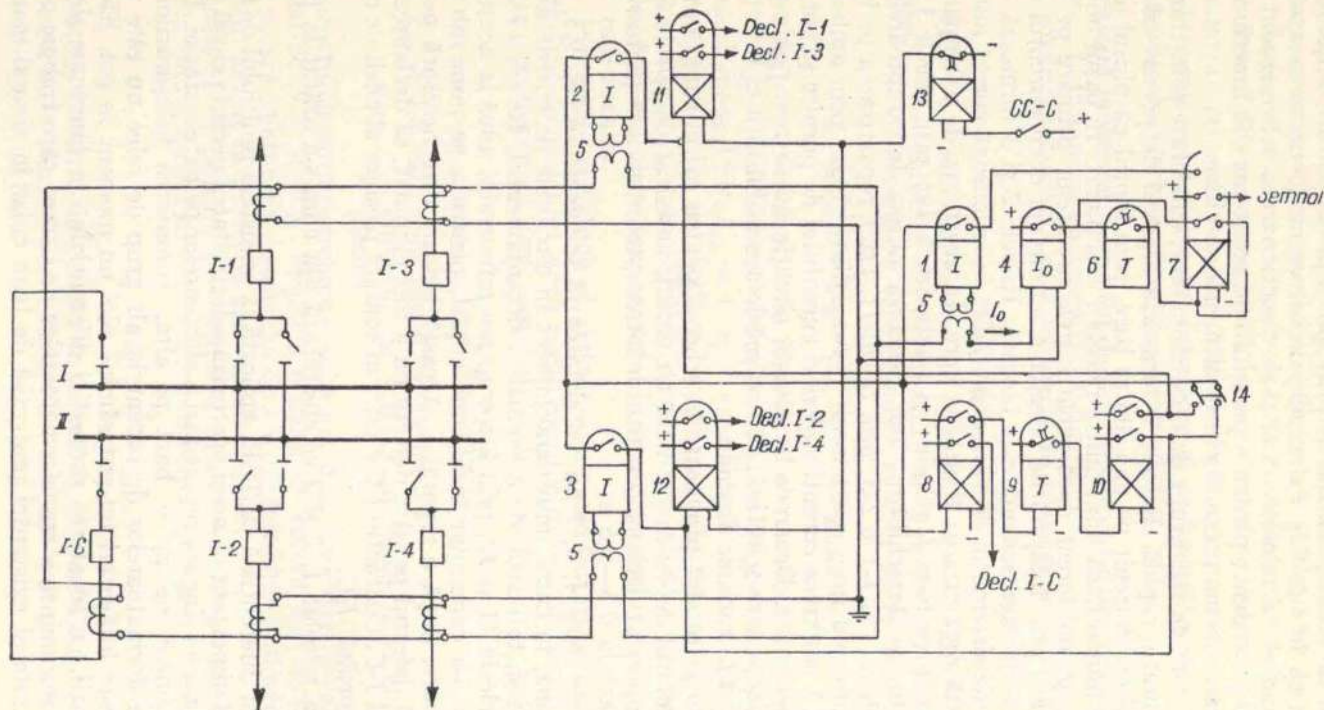 Decl. I-1
Decl. I-3
2
I
11
13
5
CC-C
Semnal
1
I
4
I₀
6
T
7
5
I₀
I-1
I-3
I
II
I-C
I-2
I-4
3
I
12
Decl. I-2
Decl. I-4
5
8
9
T
10
14
Decl. I-C